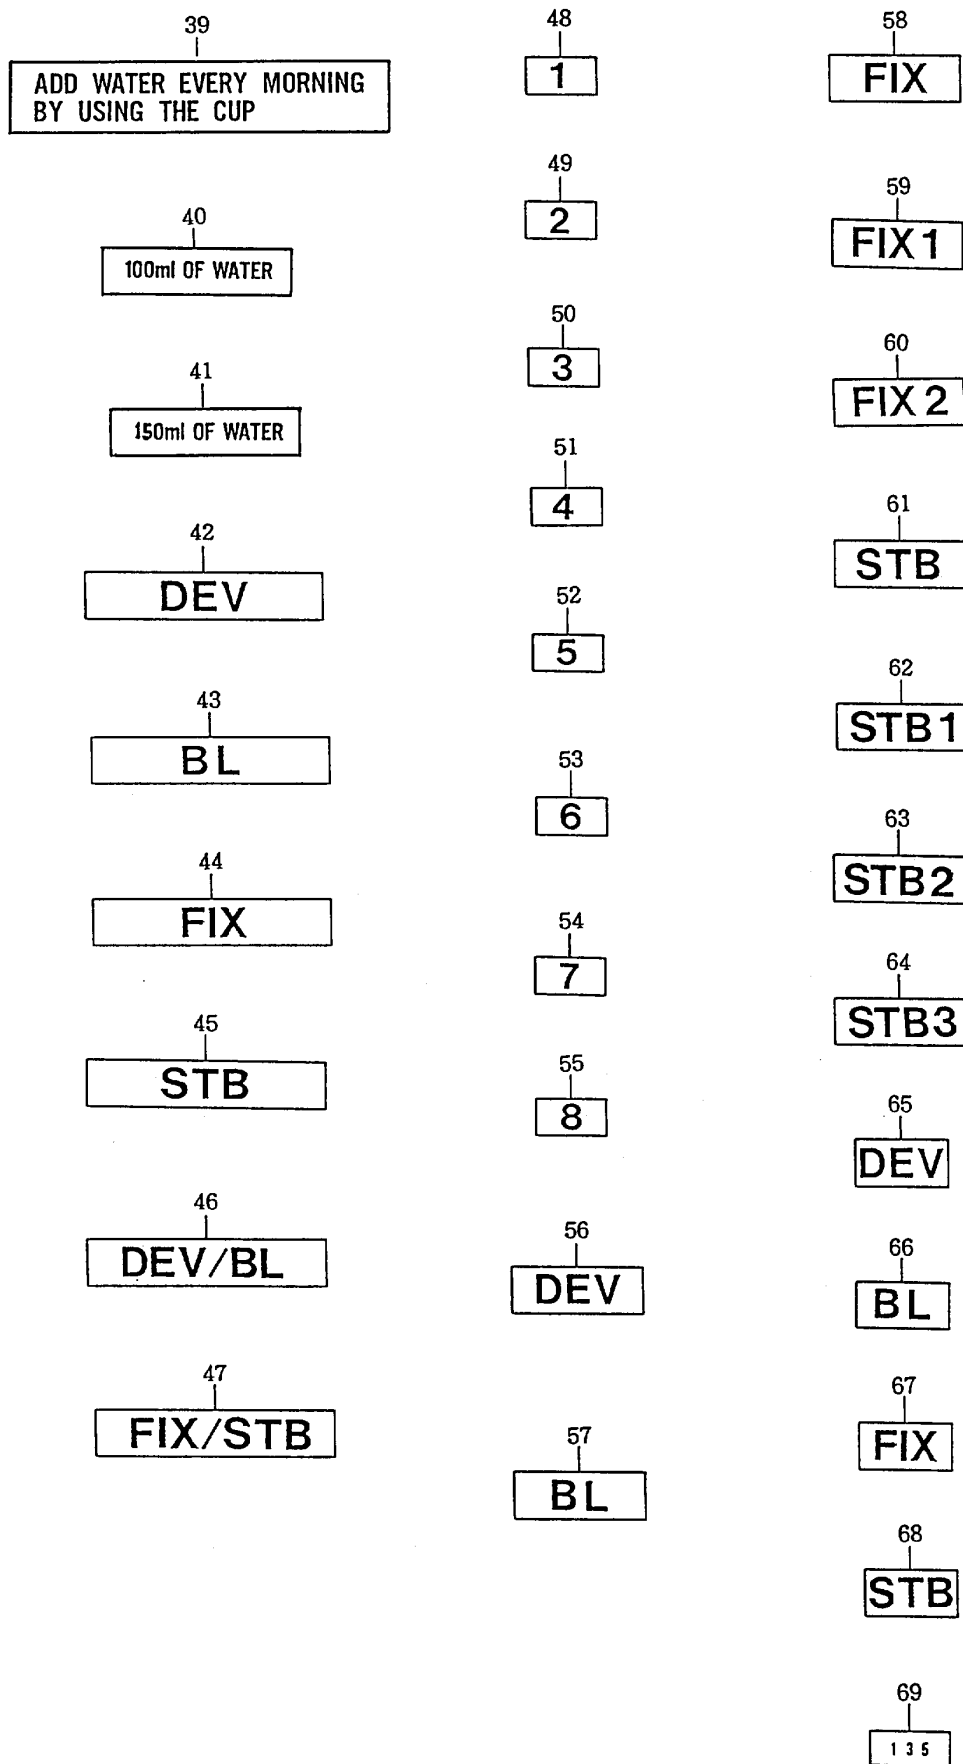 39
ADD WATER EVERY MORNING
BY USING THE CUP
40
100ml OF WATER
41
150ml OF WATER
42
DEV
43
BL
44
FIX
45
STB
46
DEV/BL
47
FIX/STB
48
1
49
2
50
3
51
4
52
5
53
6
54
7
55
8
56
DEV
57
BL
58
FIX
59
FIX1
60
FIX2
61
STB
62
STB1
63
STB2
64
STB3
65
DEV
66
BL
67
FIX
68
STB
69
135